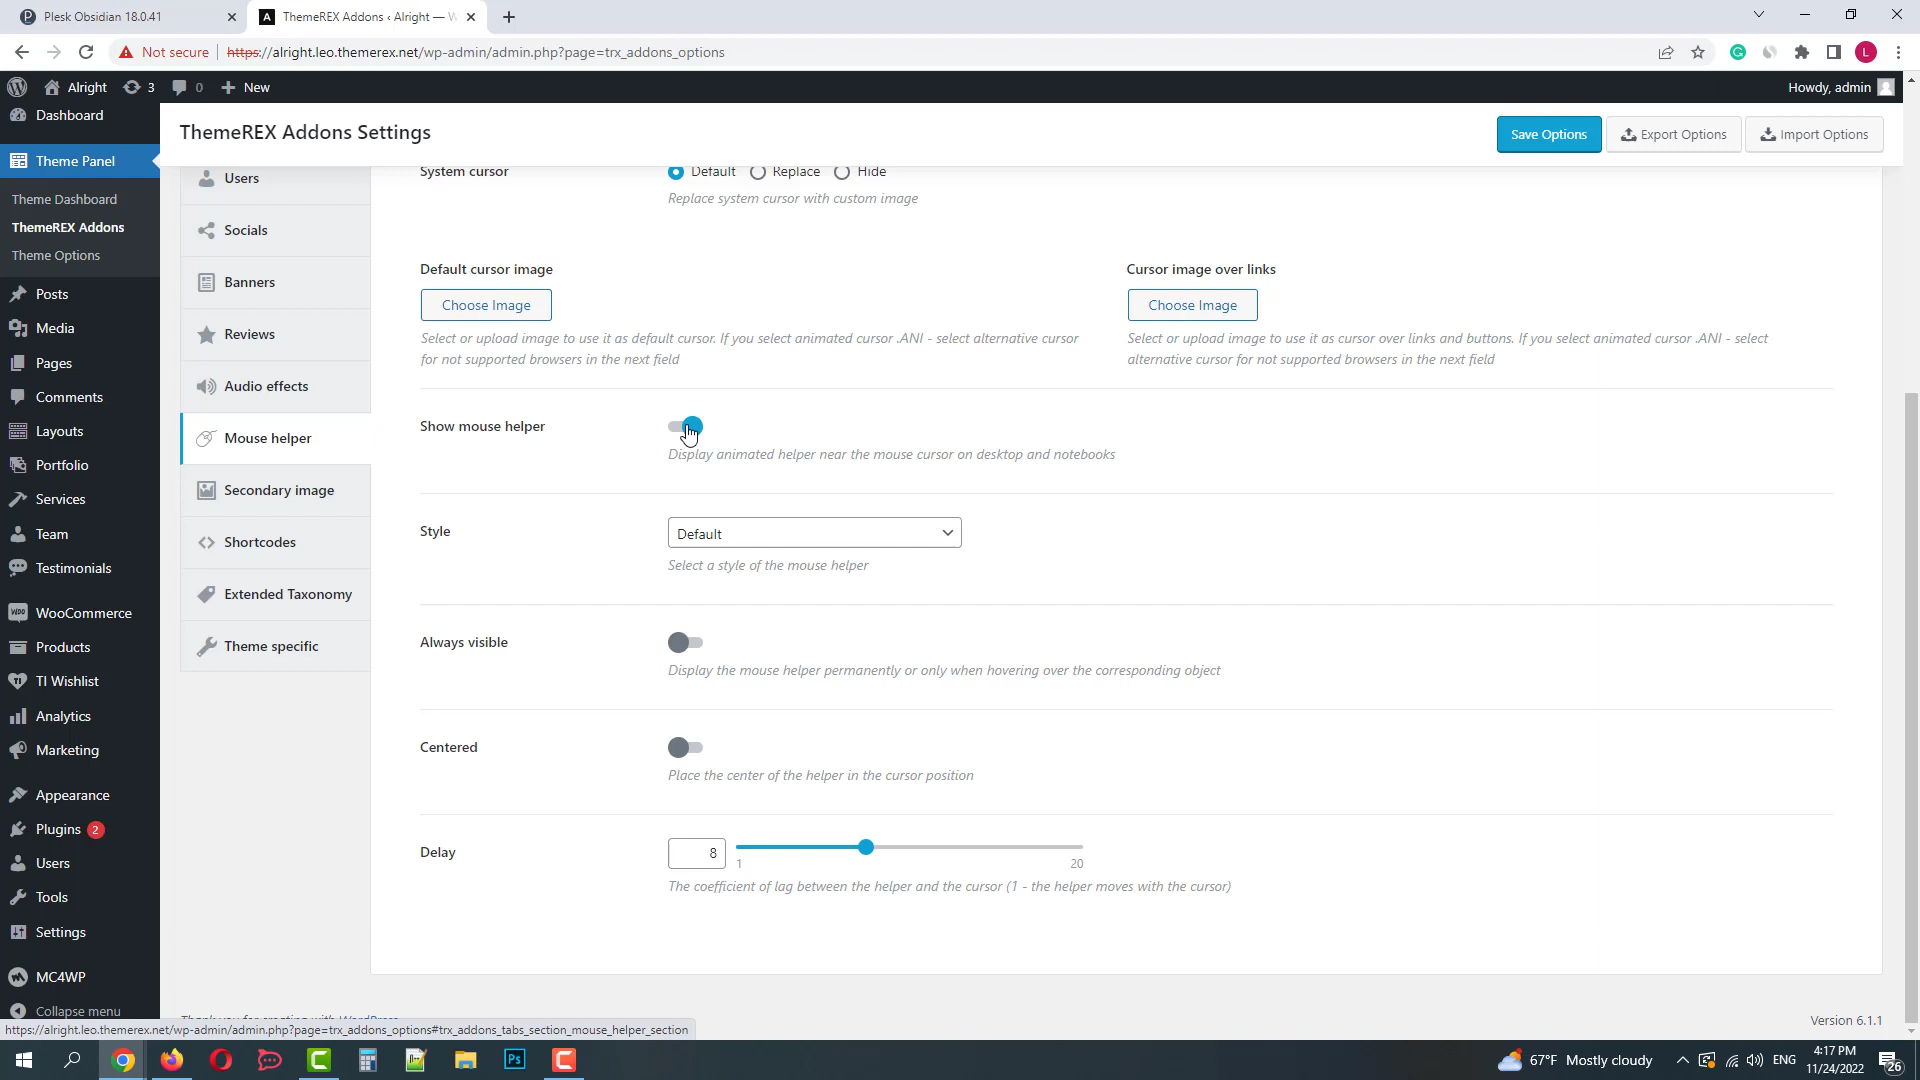 Plesk Obsidian 18.0.41
ThemeREX Addons ‹ Alright — W
Not secure
https://alright.leo.themerex.net/wp-admin/admin.php?page=trx_addons_options
L
Alright
3
0
New
Howdy, admin
Dashboard
Theme Panel
Theme Dashboard
ThemeREX Addons
Theme Options
Posts
Media
Pages
Comments
Layouts
Portfolio
Services
Team
Testimonials
WooCommerce
Products
TI Wishlist
Analytics
Marketing
Appearance
Plugins 2
Users
Tools
Settings
MC4WP
Collapse menu
ThemeREX Addons Settings
Save Options
Export Options
Import Options
Users
Socials
Banners
Reviews
Audio effects
Mouse helper
Secondary image
Shortcodes
Extended Taxonomy
Theme specific
System cursor
Default Replace Hide
Replace system cursor with custom image
Default cursor image
Choose Image
Select or upload image to use it as default cursor. If you select animated cursor .ANI - select alternative cursor
for not supported browsers in the next field
Cursor image over links
Choose Image
Select or upload image to use it as cursor over links and buttons. If you select animated cursor .ANI - select
alternative cursor for not supported browsers in the next field
Show mouse helper
Display animated helper near the mouse cursor on desktop and notebooks
Style
Default
Select a style of the mouse helper
Always visible
Display the mouse helper permanently or only when hovering over the corresponding object
Centered
Place the center of the helper in the cursor position
Delay
8
1 20
The coefficient of lag between the helper and the cursor (1 - the helper moves with the cursor)
Version 6.1.1
https://alright.leo.themerex.net/wp-admin/admin.php?page=trx_addons_options#trx_addons_tabs_section_mouse_helper_section
Ps
67°F Mostly cloudy
ENG
4:17 PM
11/24/2022
26